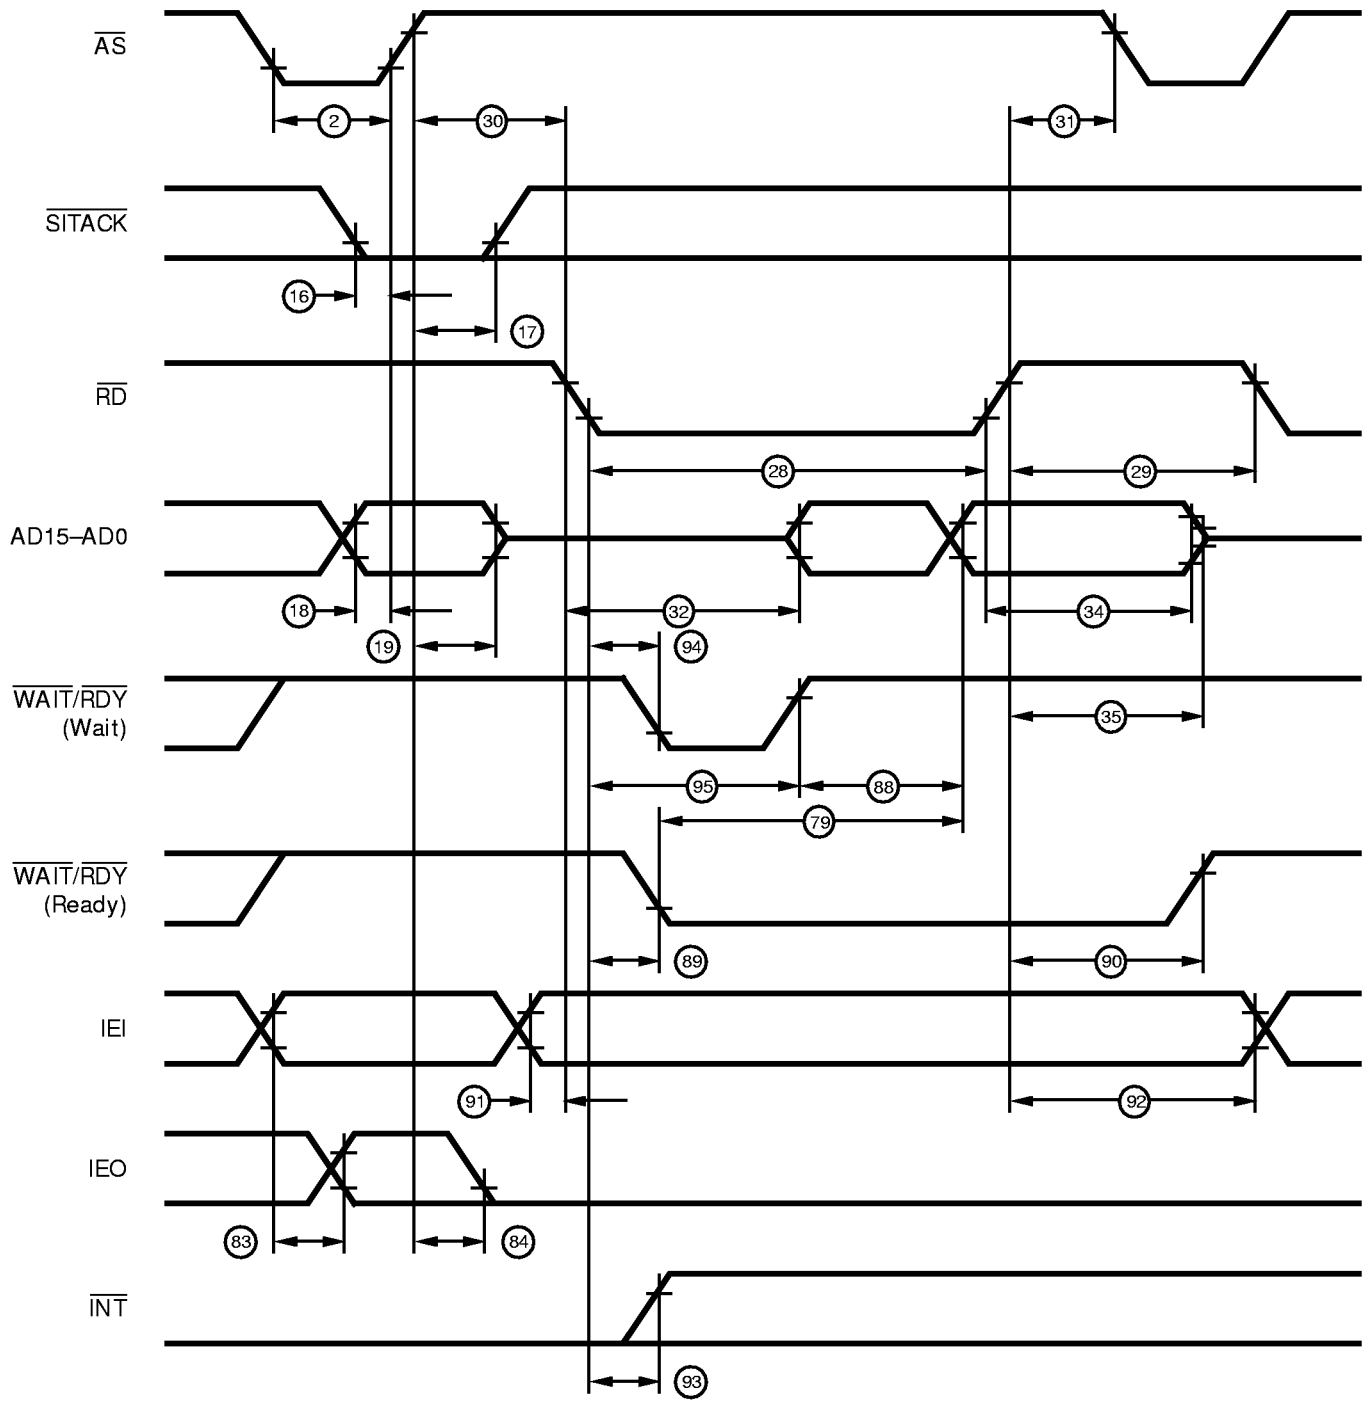 AS
2
30
31
SITACK
16
17
RD
28
29
AD15–AD0
18
32
34
19
94
WAIT/RDY
(Wait)
35
95
88
79
WAIT/RDY
(Ready)
89
90
IEI
91
92
IEO
83
84
INT
93